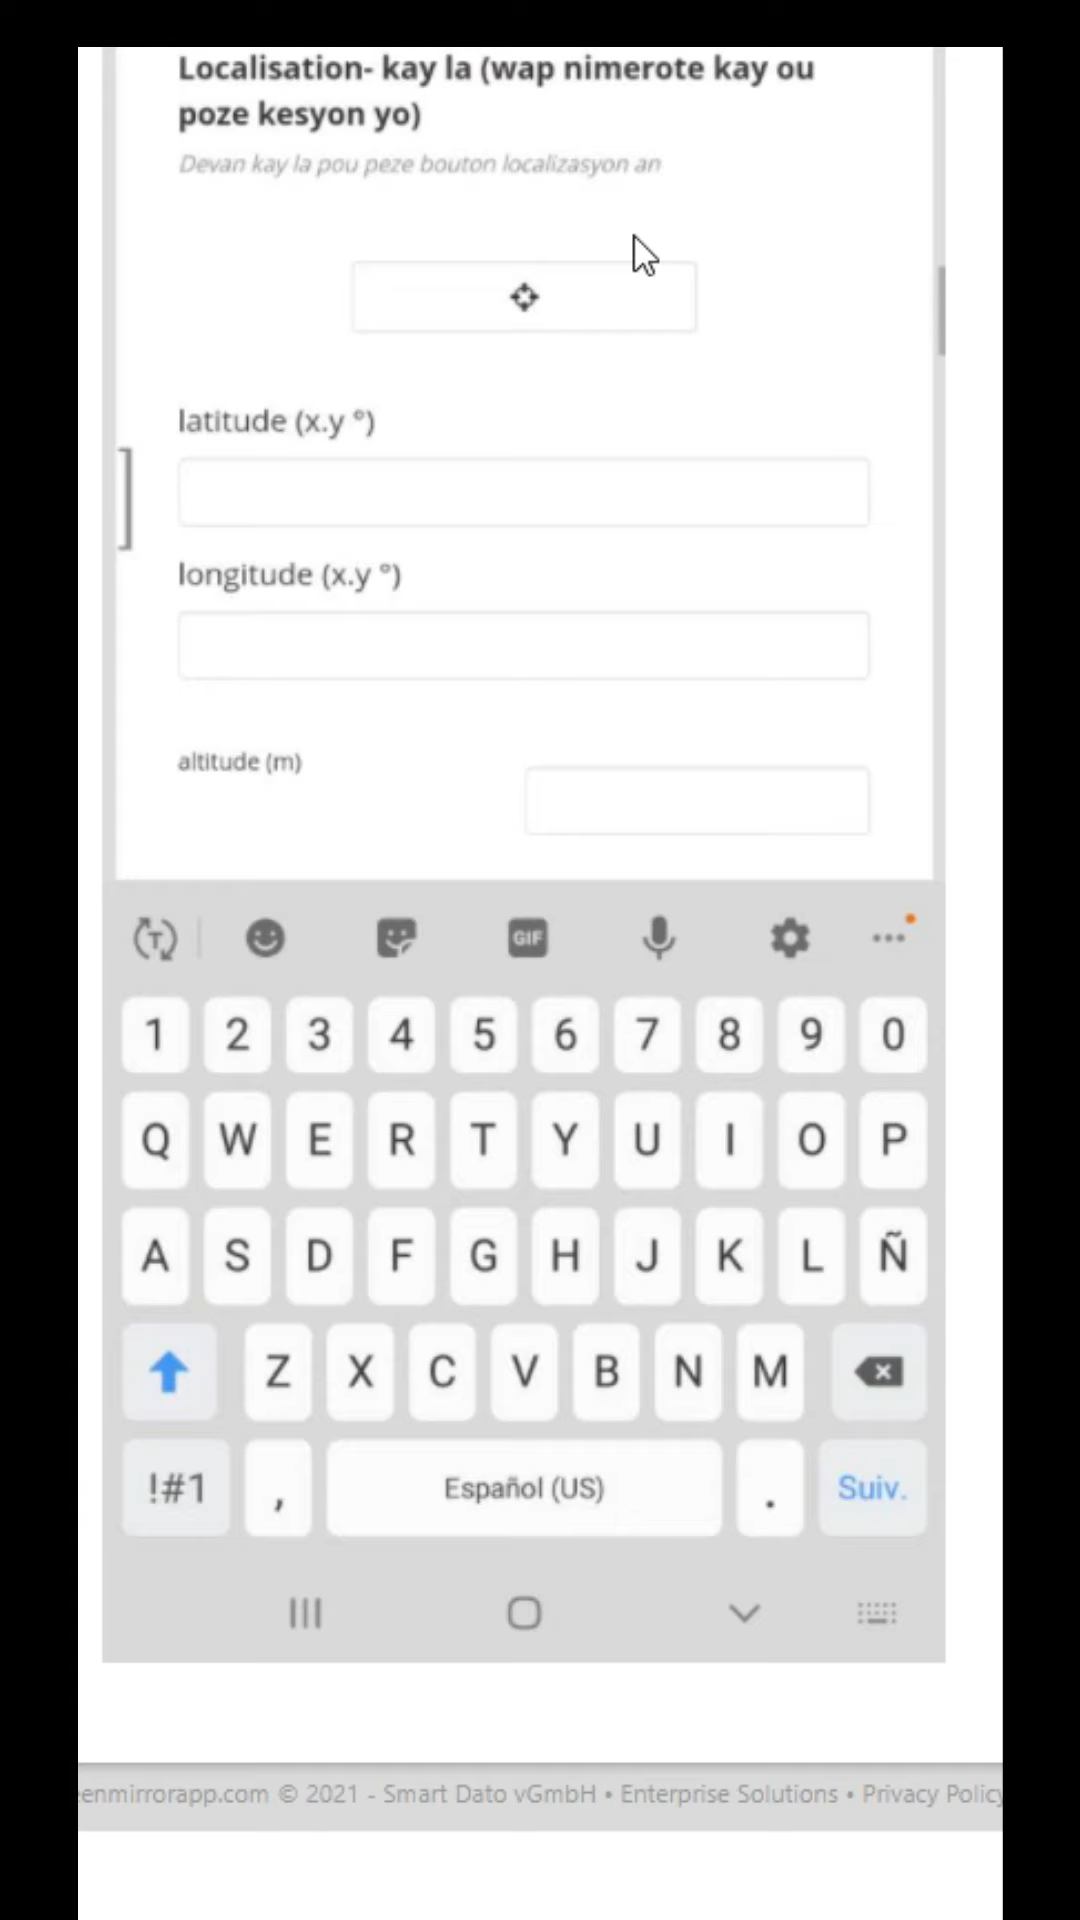 Localisation- kay la (wap nimerote kay ou
poze kesyon yo)
Devan kay la pou peze bouton localizasyon an
latitude (x.y °)
longitude (x.y °)
altitude (m)
T
GIF
1 2 3 4 5 6 7 8 9 0
Q W E R T Y U I O P
A S D F G H J K L Ñ
Z X C V B N M
!#1 , Español (US) . Suiv.
enmirrorapp.com © 2021 - Smart Dato vGmbH • Enterprise Solutions • Privacy Policy